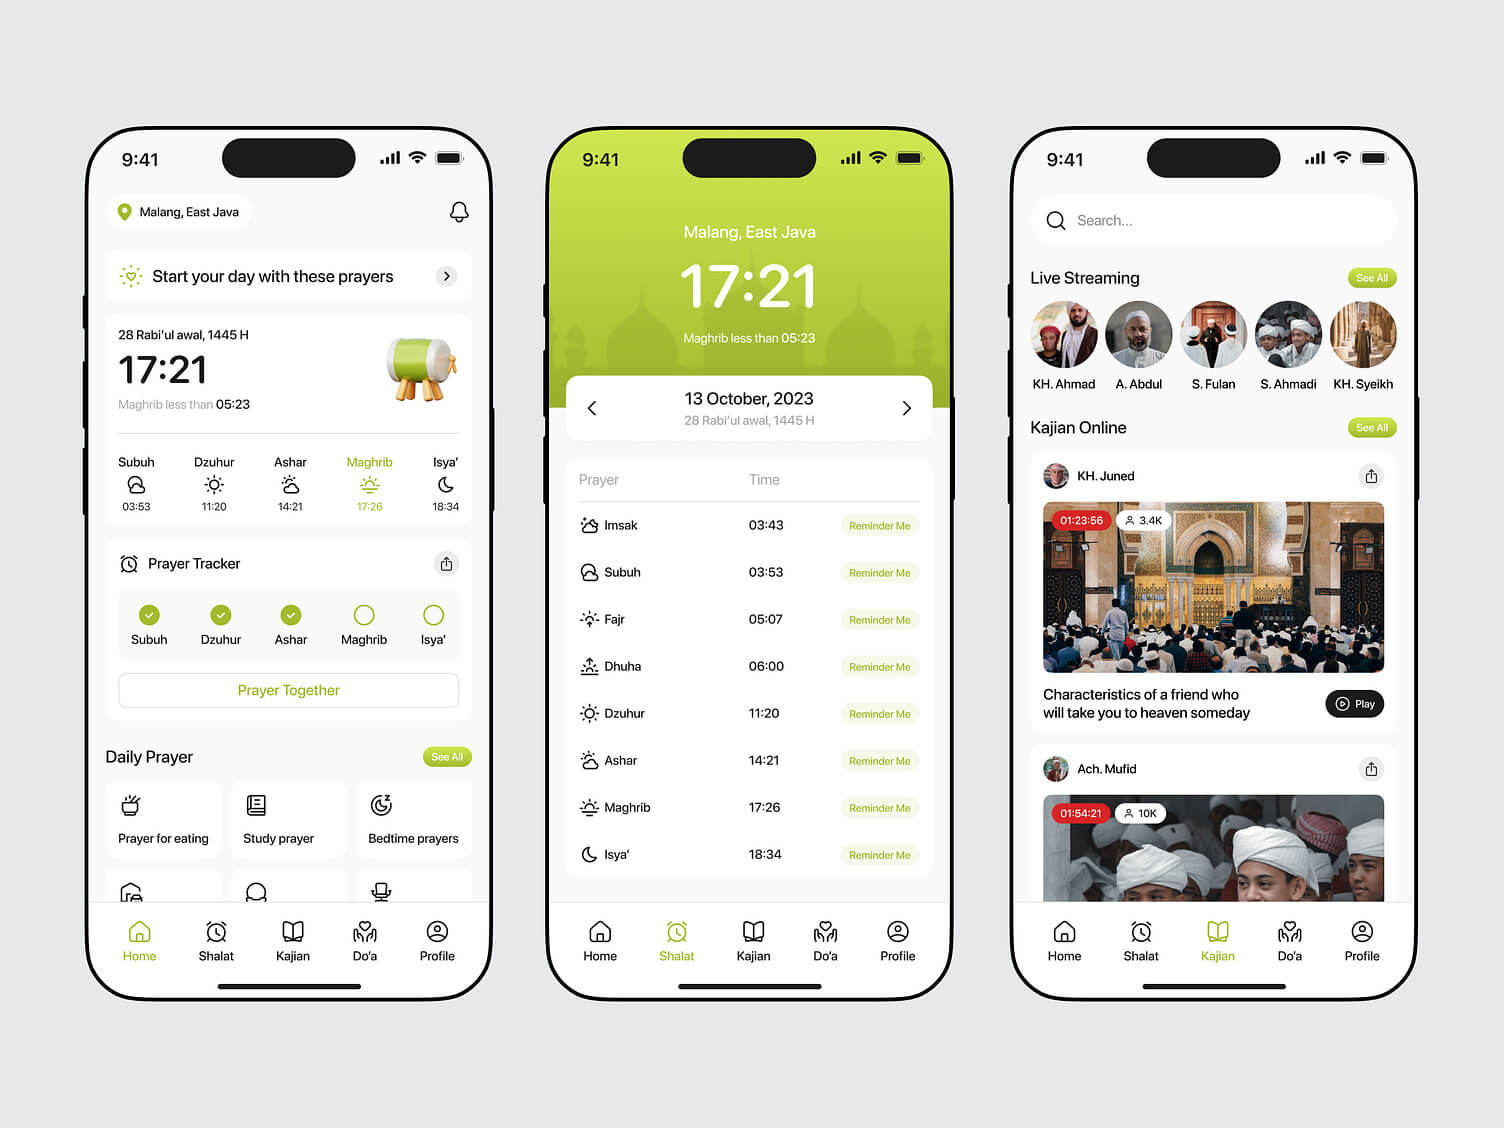 9:41
Malang, East Java
Start your day with these prayers
28 Rabi'ul awal, 1445 H
17:21
Maghrib less than 05:23
Subuh Dzuhur Ashar Maghrib Isya'
03:53 11:20 14:21 17:26 18:34
Prayer Tracker
Subuh Dzuhur Ashar Maghrib Isya'
Prayer Together
Daily Prayer See All
Prayer for eating Study prayer Bedtime prayers
Home Shalat Kajian Do'a Profile
9:41
Malang, East Java
17:21
Maghrib less than 05:23
13 October, 2023
28 Rabi'ul awal, 1445 H
Prayer Time
Imsak 03:43 Reminder Me
Subuh 03:53 Reminder Me
Fajr 05:07 Reminder Me
Dhuha 06:00 Reminder Me
Dzuhur 11:20 Reminder Me
Ashar 14:21 Reminder Me
Maghrib 17:26 Reminder Me
Isya' 18:34 Reminder Me
Home Shalat Kajian Do'a Profile
9:41
Search...
Live Streaming See All
KH. Ahmad A. Abdul S. Fulan S. Ahmadi KH. Syeikh
Kajian Online See All
KH. Juned
01:23:56 3.4K
Characteristics of a friend who
will take you to heaven someday
Play
Ach. Mufid
01:54:21 10K
Home Shalat Kajian Do'a Profile